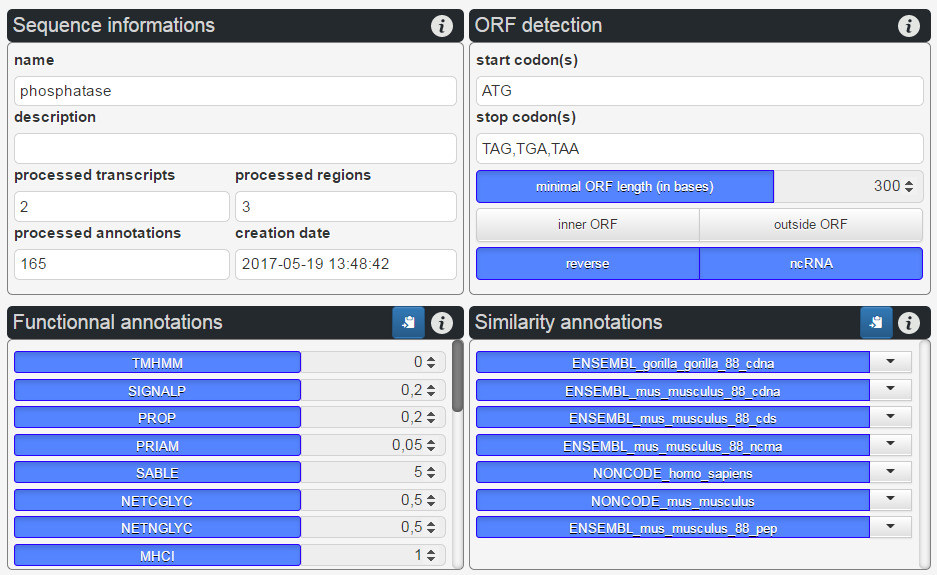 Sequence informations
name
phosphatase
description
processed transcripts processed regions
2 3
processed annotations creation date
165 2017-05-19 13:48:42
ORF detection
start codon(s)
ATG
stop codon(s)
TAG,TGA,TAA
minimal ORF length (in bases) 300
inner ORF outside ORF
reverse ncRNA
Functionnal annotations
TMHMM 0
SIGNALP 0,2
PROP 0,2
PRIAM 0,05
SABLE 5
NETCGLYC 0,5
NETNGLYC 0,5
MHCI 1
Similarity annotations
ENSEMBL_gorilla_gorilla_88_cdna
ENSEMBL_mus_musculus_88_cdna
ENSEMBL_mus_musculus_88_cds
ENSEMBL_mus_musculus_88_ncrna
NONCODE_homo_sapiens
NONCODE_mus_musculus
ENSEMBL_mus_musculus_88_pep